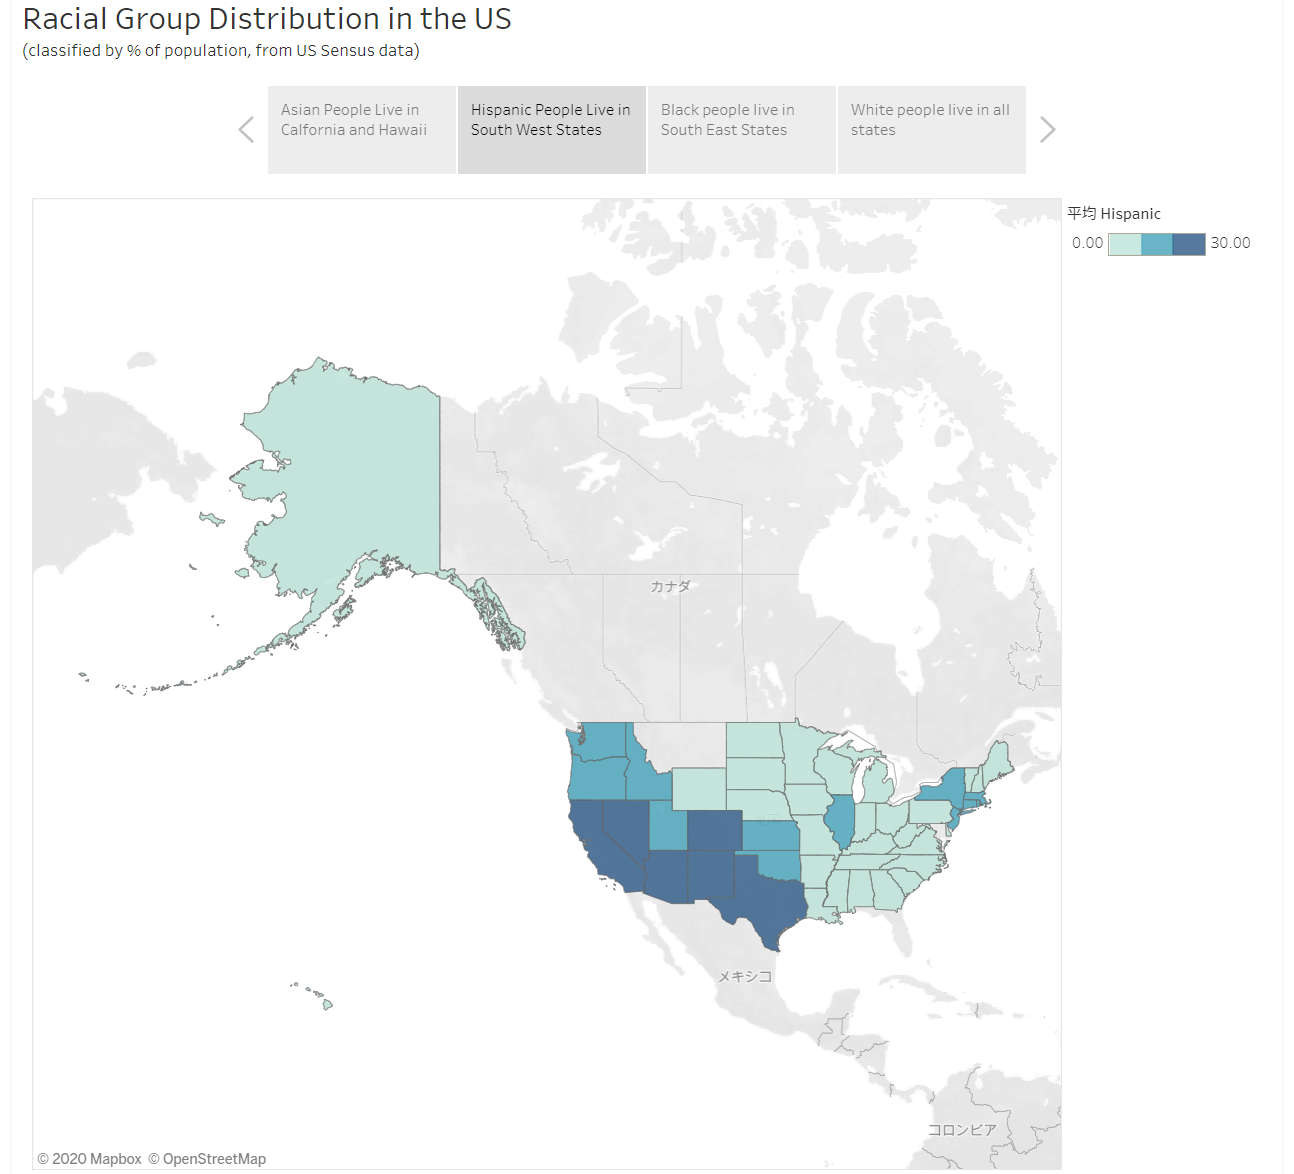 Racial Group Distribution in the US
(classified by % of population, from US Sensus data)
Asian People Live in
Calfornia and Hawaii
Hispanic People Live in
South West States
Black people live in
South East States
White people live in all
states
平均 Hispanic
0.00
30.00
カナダ
メキシコ
コロンビア
© 2020 Mapbox © OpenStreetMap